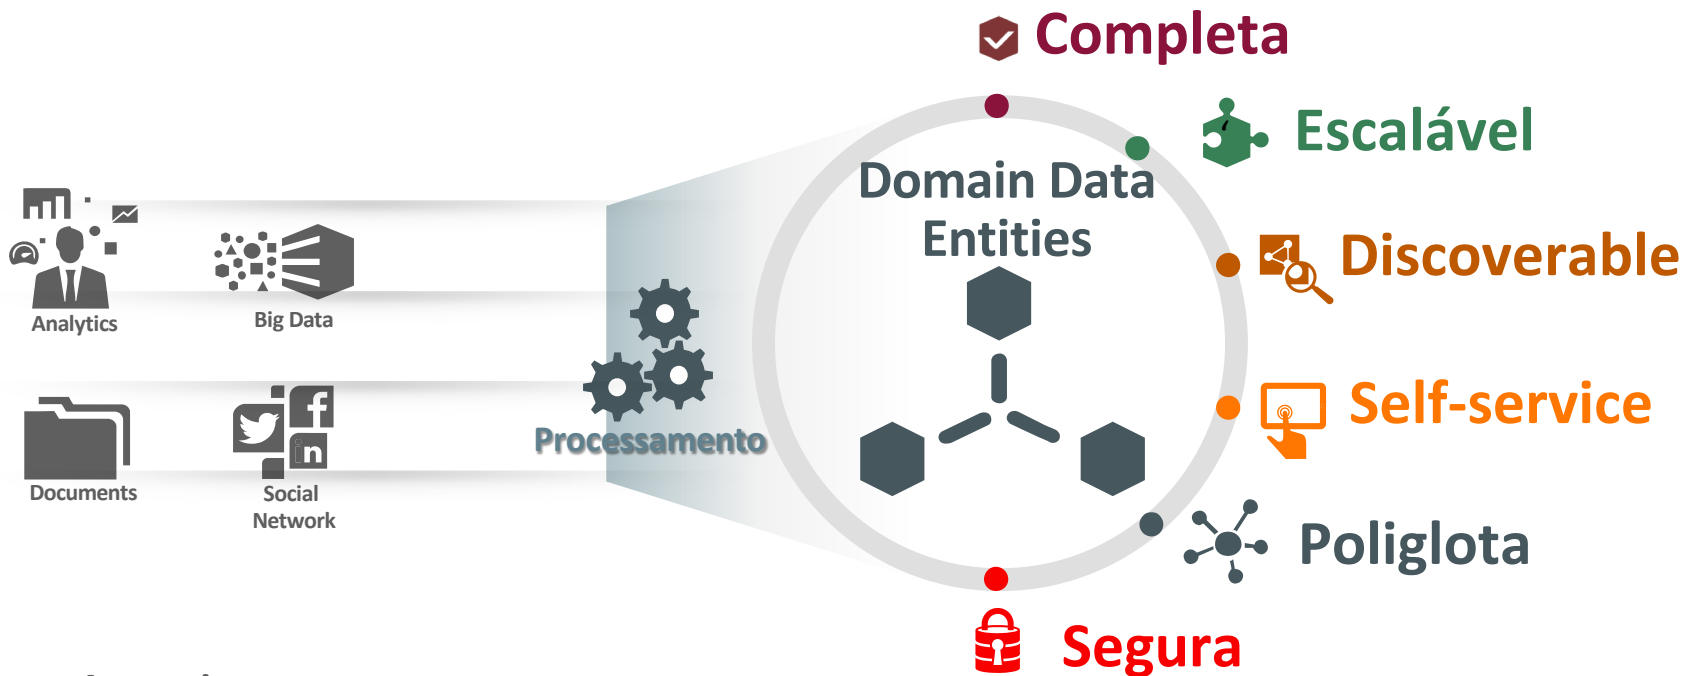 Completa
Escalável
Domain Data
Entities
Discoverable
Analytics
Big Data
Self-service
Processamento
Documents
Social
Network
Poliglota
Segura